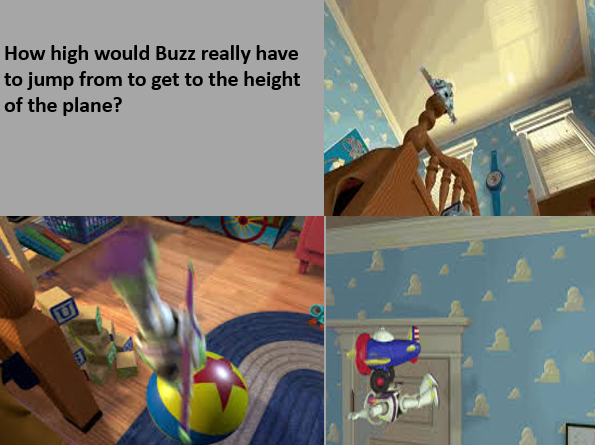 How high would Buzz really have
to jump from to get to the height
of the plane?
U